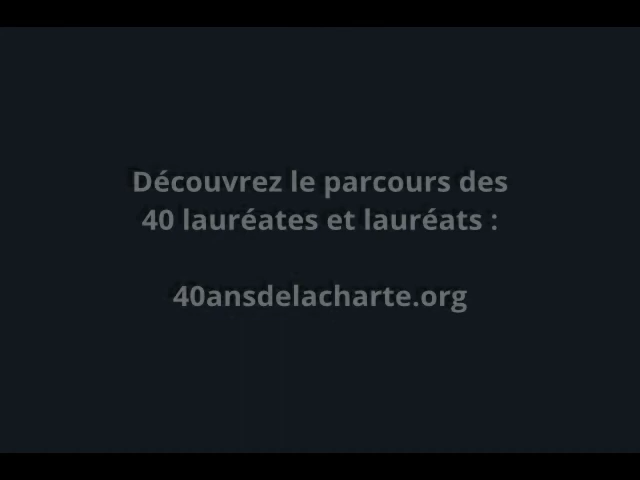 Découvrez le parcours des
40 lauréates et lauréats :
40ansdelacharte.org